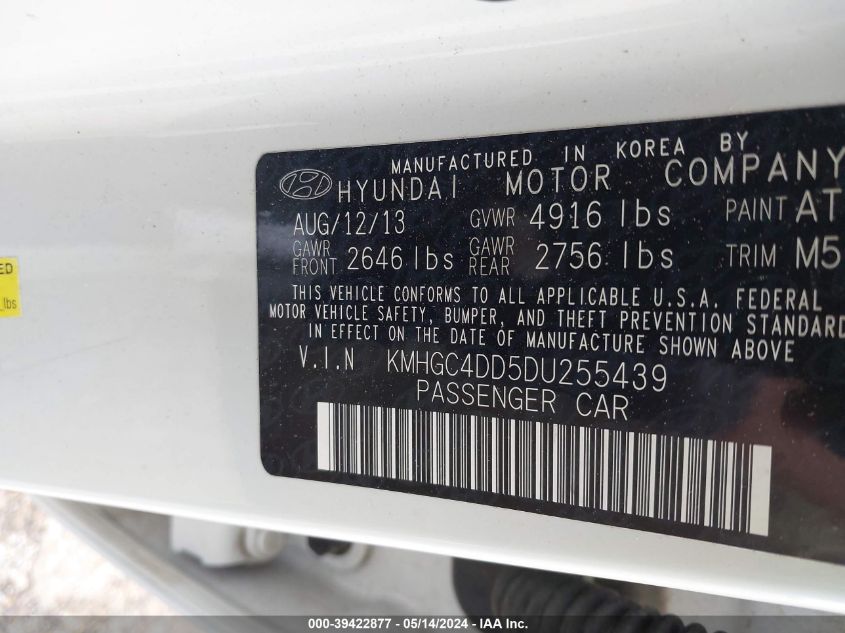 MANUFACTURED IN KOREA BY
HYUNDAI MOTOR COMPANY
AUG/12/13 GVWR 4916 lbs PAINT AT
GAWR FRONT 2646 lbs GAWR REAR 2756 lbs TRIM M5
THIS VEHICLE CONFORMS TO ALL APPLICABLE U.S.A. FEDERAL
MOTOR VEHICLE SAFETY, BUMPER, AND THEFT PREVENTION STANDARD
IN EFFECT ON THE DATE OF MANUFACTURE SHOWN ABOVE
V.I.N KMHGC4DD5DU255439
PASSENGER CAR
ED
lbs
000-39422877 - 05/14/2024 - IAA Inc.